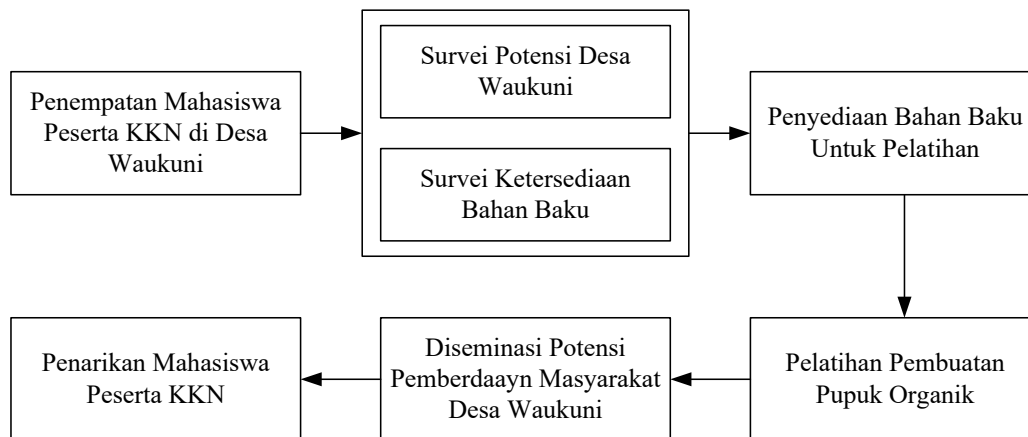 Penempatan Mahasiswa
Peserta KKN di Desa
Waukuni
Survei Potensi Desa
Waukuni
Survei Ketersediaan
Bahan Baku
Penyediaan Bahan Baku
Untuk Pelatihan
Pelatihan Pembuatan
Pupuk Organik
Diseminasi Potensi
Pemberdaayn Masyarakat
Desa Waukuni
Penarikan Mahasiswa
Peserta KKN